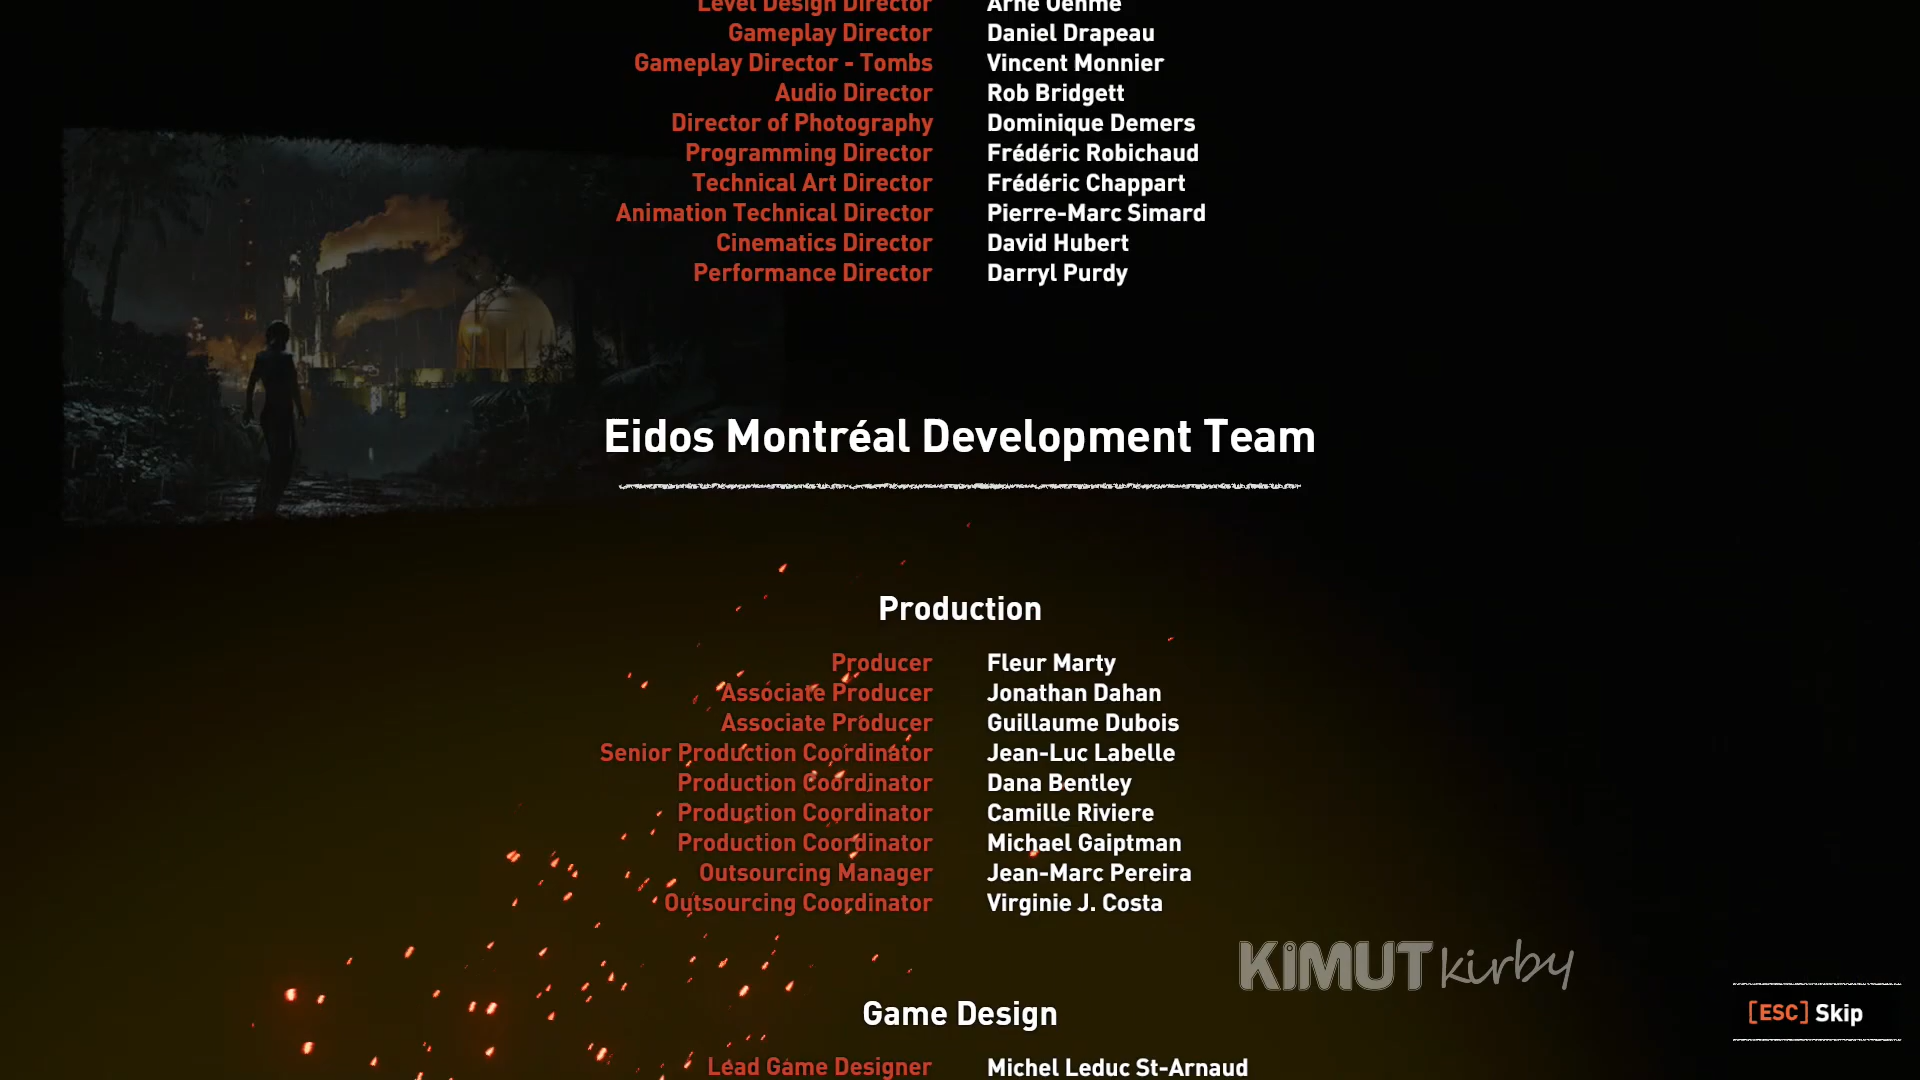 Level Design Director Arne Oehme
Gameplay Director Daniel Drapeau
Gameplay Director - Tombs Vincent Monnier
Audio Director Rob Bridgett
Director of Photography Dominique Demers
Programming Director Frédéric Robichaud
Technical Art Director Frédéric Chappart
Animation Technical Director Pierre-Marc Simard
Cinematics Director David Hubert
Performance Director Darryl Purdy
Eidos Montréal Development Team
Production
Producer Fleur Marty
Associate Producer Jonathan Dahan
Associate Producer Guillaume Dubois
Senior Production Coordinator Jean-Luc Labelle
Production Coordinator Dana Bentley
Production Coordinator Camille Riviere
Production Coordinator Michael Gaiptman
Outsourcing Manager Jean-Marc Pereira
Outsourcing Coordinator Virginie J. Costa
KiMUT kirby
Game Design
[ESC] Skip
Lead Game Designer Michel Leduc St-Arnaud